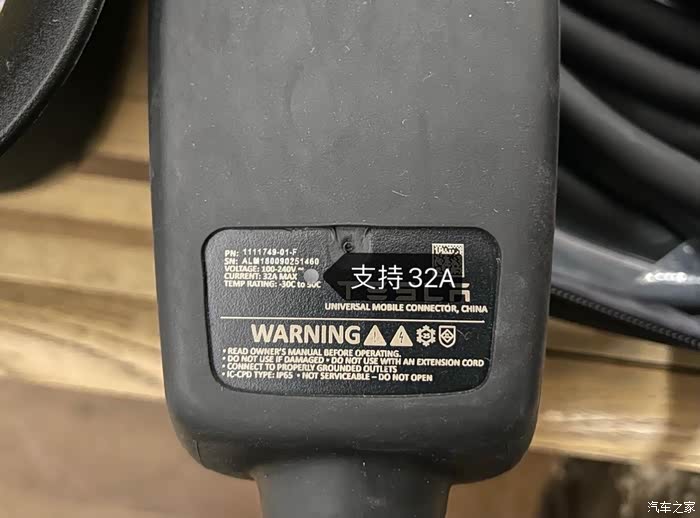 PN: 1111749-01-F
SN: ALM180090251460
VOLTAGE: 100-240V~
CURRENT: 32A MAX
TEMP RATING: -30C to 50C
支持 32A
UNIVERSAL MOBILE CONNECTOR, CHINA
WARNING
• READ OWNER'S MANUAL BEFORE OPERATING.
• DO NOT USE IF DAMAGED • DO NOT USE WITH AN EXTENSION CORD
• CONNECT TO PROPERLY GROUNDED OUTLETS
• IC-CPD TYPE: IP65 • NOT SERVICEABLE – DO NOT OPEN
汽车之家